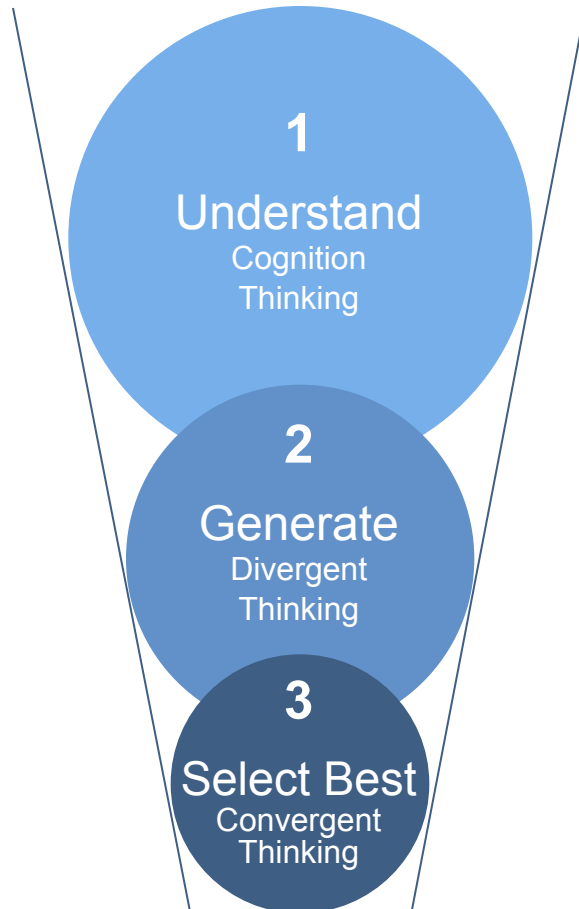 1
Understand
Cognition
Thinking
2
Generate
Divergent
Thinking
3
Select Best
Convergent
Thinking